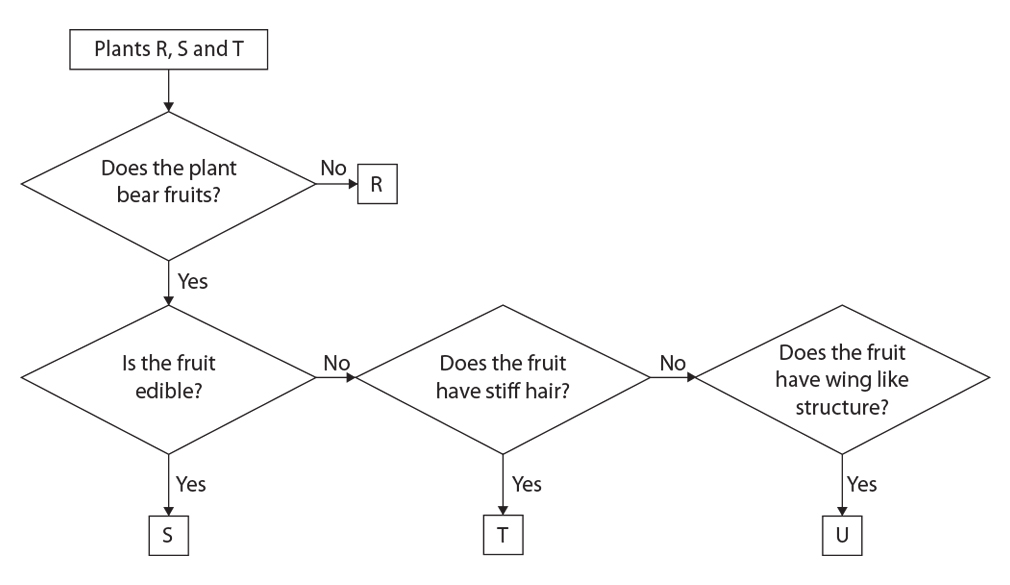 Plants R, S and T
Does the plant
bear fruits?
No
R
Yes
Is the fruit
edible?
No
Does the fruit
have stiff hair?
No
Does the fruit
have wing like
structure?
Yes
S
Yes
T
Yes
U